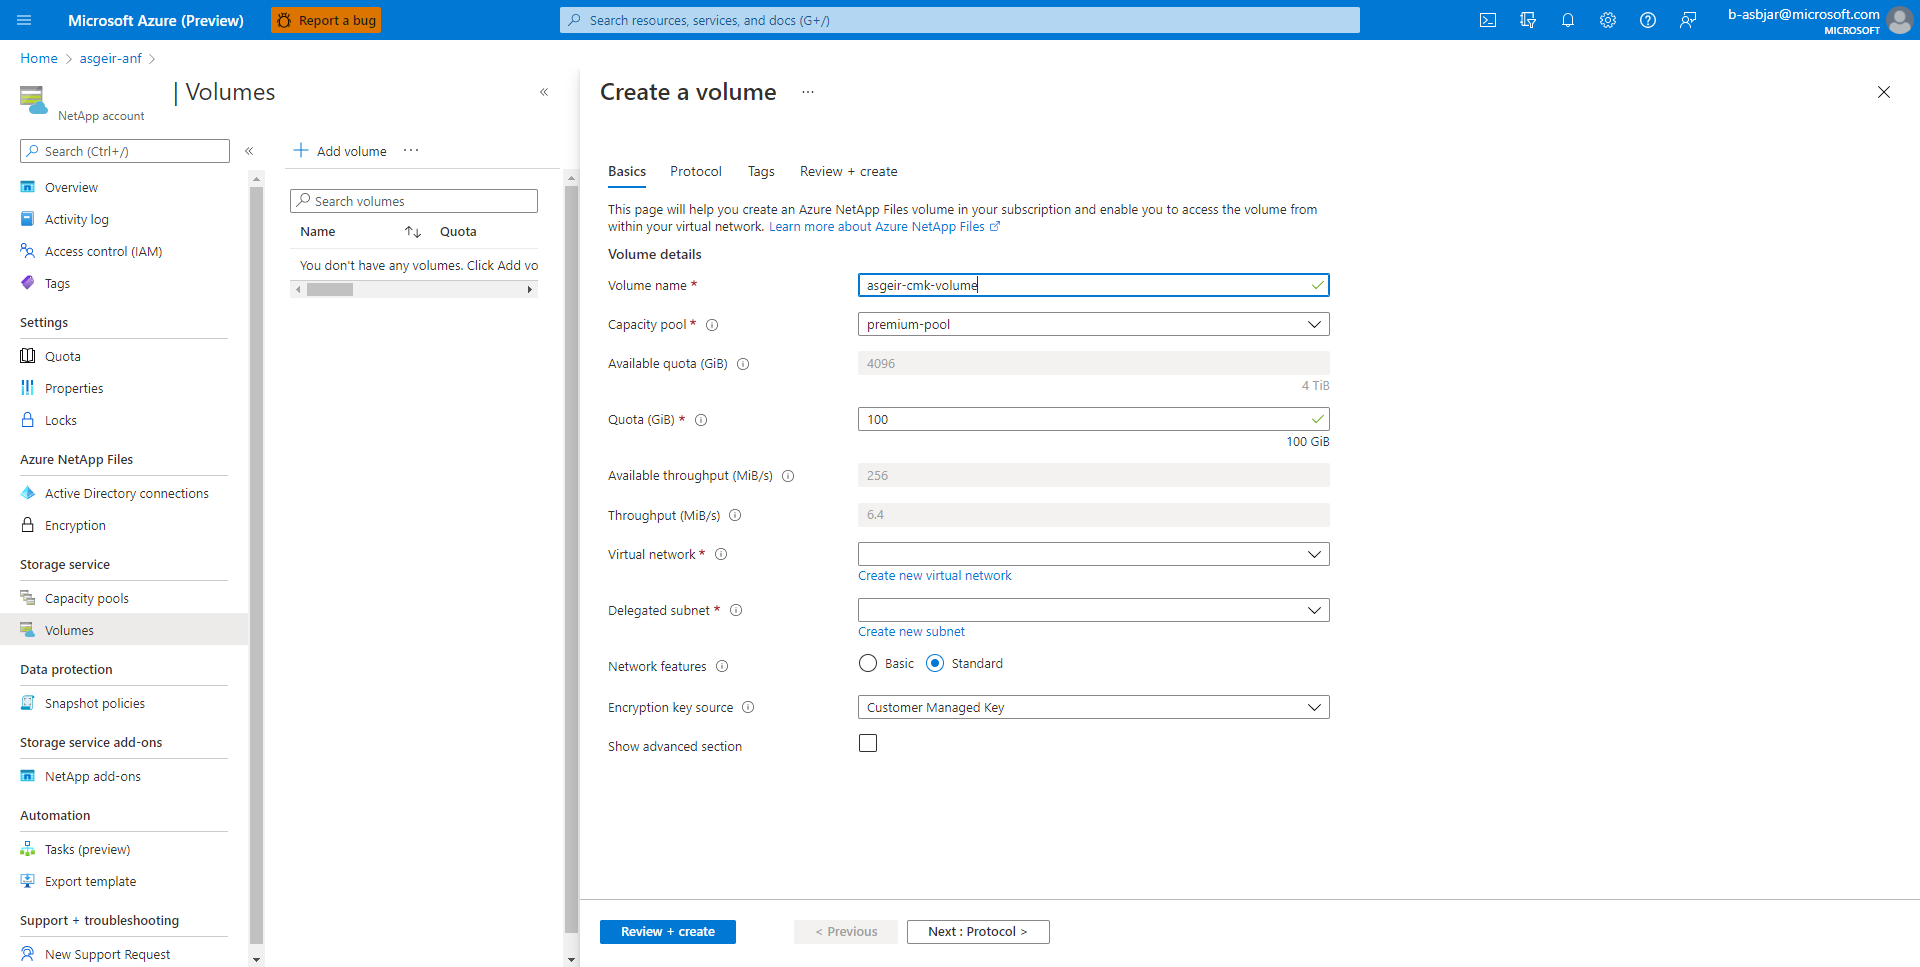 Microsoft Azure (Preview)
Report a bug
Search resources, services, and docs (G+/)
b-asbjar@microsoft.com
MICROSOFT
Home > asgeir-anf >
| Volumes
NetApp account
Search (Ctrl+/)
Overview
Activity log
Access control (IAM)
Tags
Settings
Quota
Properties
Locks
Azure NetApp Files
Active Directory connections
Encryption
Storage service
Capacity pools
Volumes
Data protection
Snapshot policies
Storage service add-ons
NetApp add-ons
Automation
Tasks (preview)
Export template
Support + troubleshooting
New Support Request
Add volume
Search volumes
Name Quota
You don't have any volumes. Click Add vo
Create a volume
Basics Protocol Tags Review + create
This page will help you create an Azure NetApp Files volume in your subscription and enable you to access the volume from
within your virtual network. Learn more about Azure NetApp Files
Volume details
Volume name * asgeir-cmk-volume
Capacity pool * premium-pool
Available quota (GiB) 4096
4 TiB
Quota (GiB) * 100
100 GiB
Available throughput (MiB/s) 256
Throughput (MiB/s) 6.4
Virtual network *
Create new virtual network
Delegated subnet *
Create new subnet
Network features Basic Standard
Encryption key source Customer Managed Key
Show advanced section
Review + create < Previous Next : Protocol >